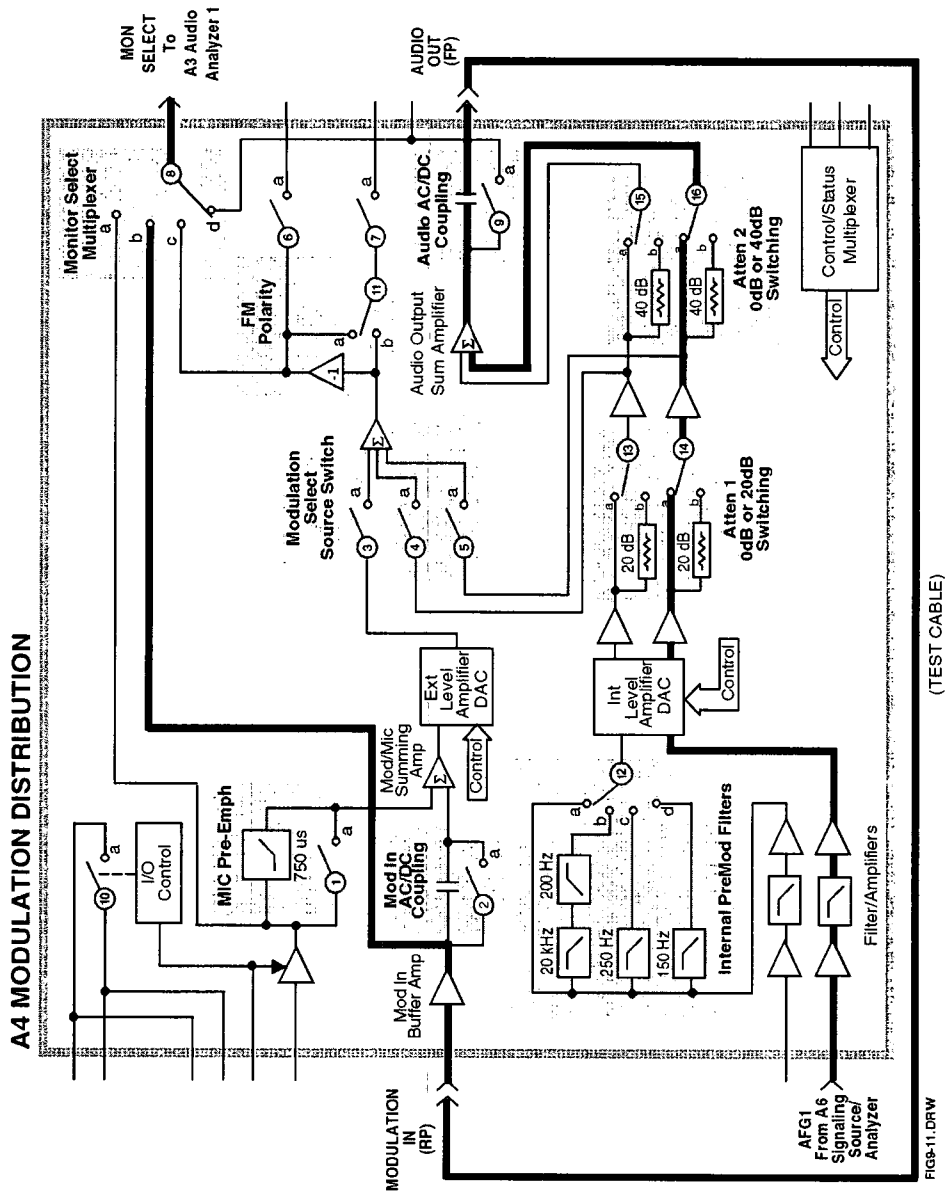 A4 MODULATION DISTRIBUTION
MON
SELECT
To
A3 Audio
Analyzer 1
Monitor Select
Multiplexer
a
b
c
d
8
10
a
I/O
Control
MIC Pre-Emph
750 us
1
a
Mod In
AC/DC
Coupling
2
a
Mod In
Buffer Amp
MODULATION
IN
(RP)
Mod/Mic
Summing
Amp
Σ
Ext
Level
Amplifier
DAC
Control
Modulation
Select
Source Switch
3
a
4
a
5
a
Σ
-1
FM
Polarity
a
b
11
6
a
7
a
Audio AC/DC
Coupling
9
a
AUDIO
OUT
(FP)
Audio Output
Sum Amplifier
Σ
AFG1
From A6
Signaling
Source/
Analyzer
Filter/Amplifiers
Internal PreMod Filters
20 kHz
200 Hz
250 Hz
150 Hz
a
b
c
d
12
Int
Level
Amplifier
DAC
Control
20 dB
20 dB
a
b
a
b
13
14
Atten 1
0dB or 20dB
Switching
40 dB
40 dB
a
b
a
b
15
16
Atten 2
0dB or 40dB
Switching
Control
Control/Status
Multiplexer
(TEST CABLE)
FIG9-11.DRW